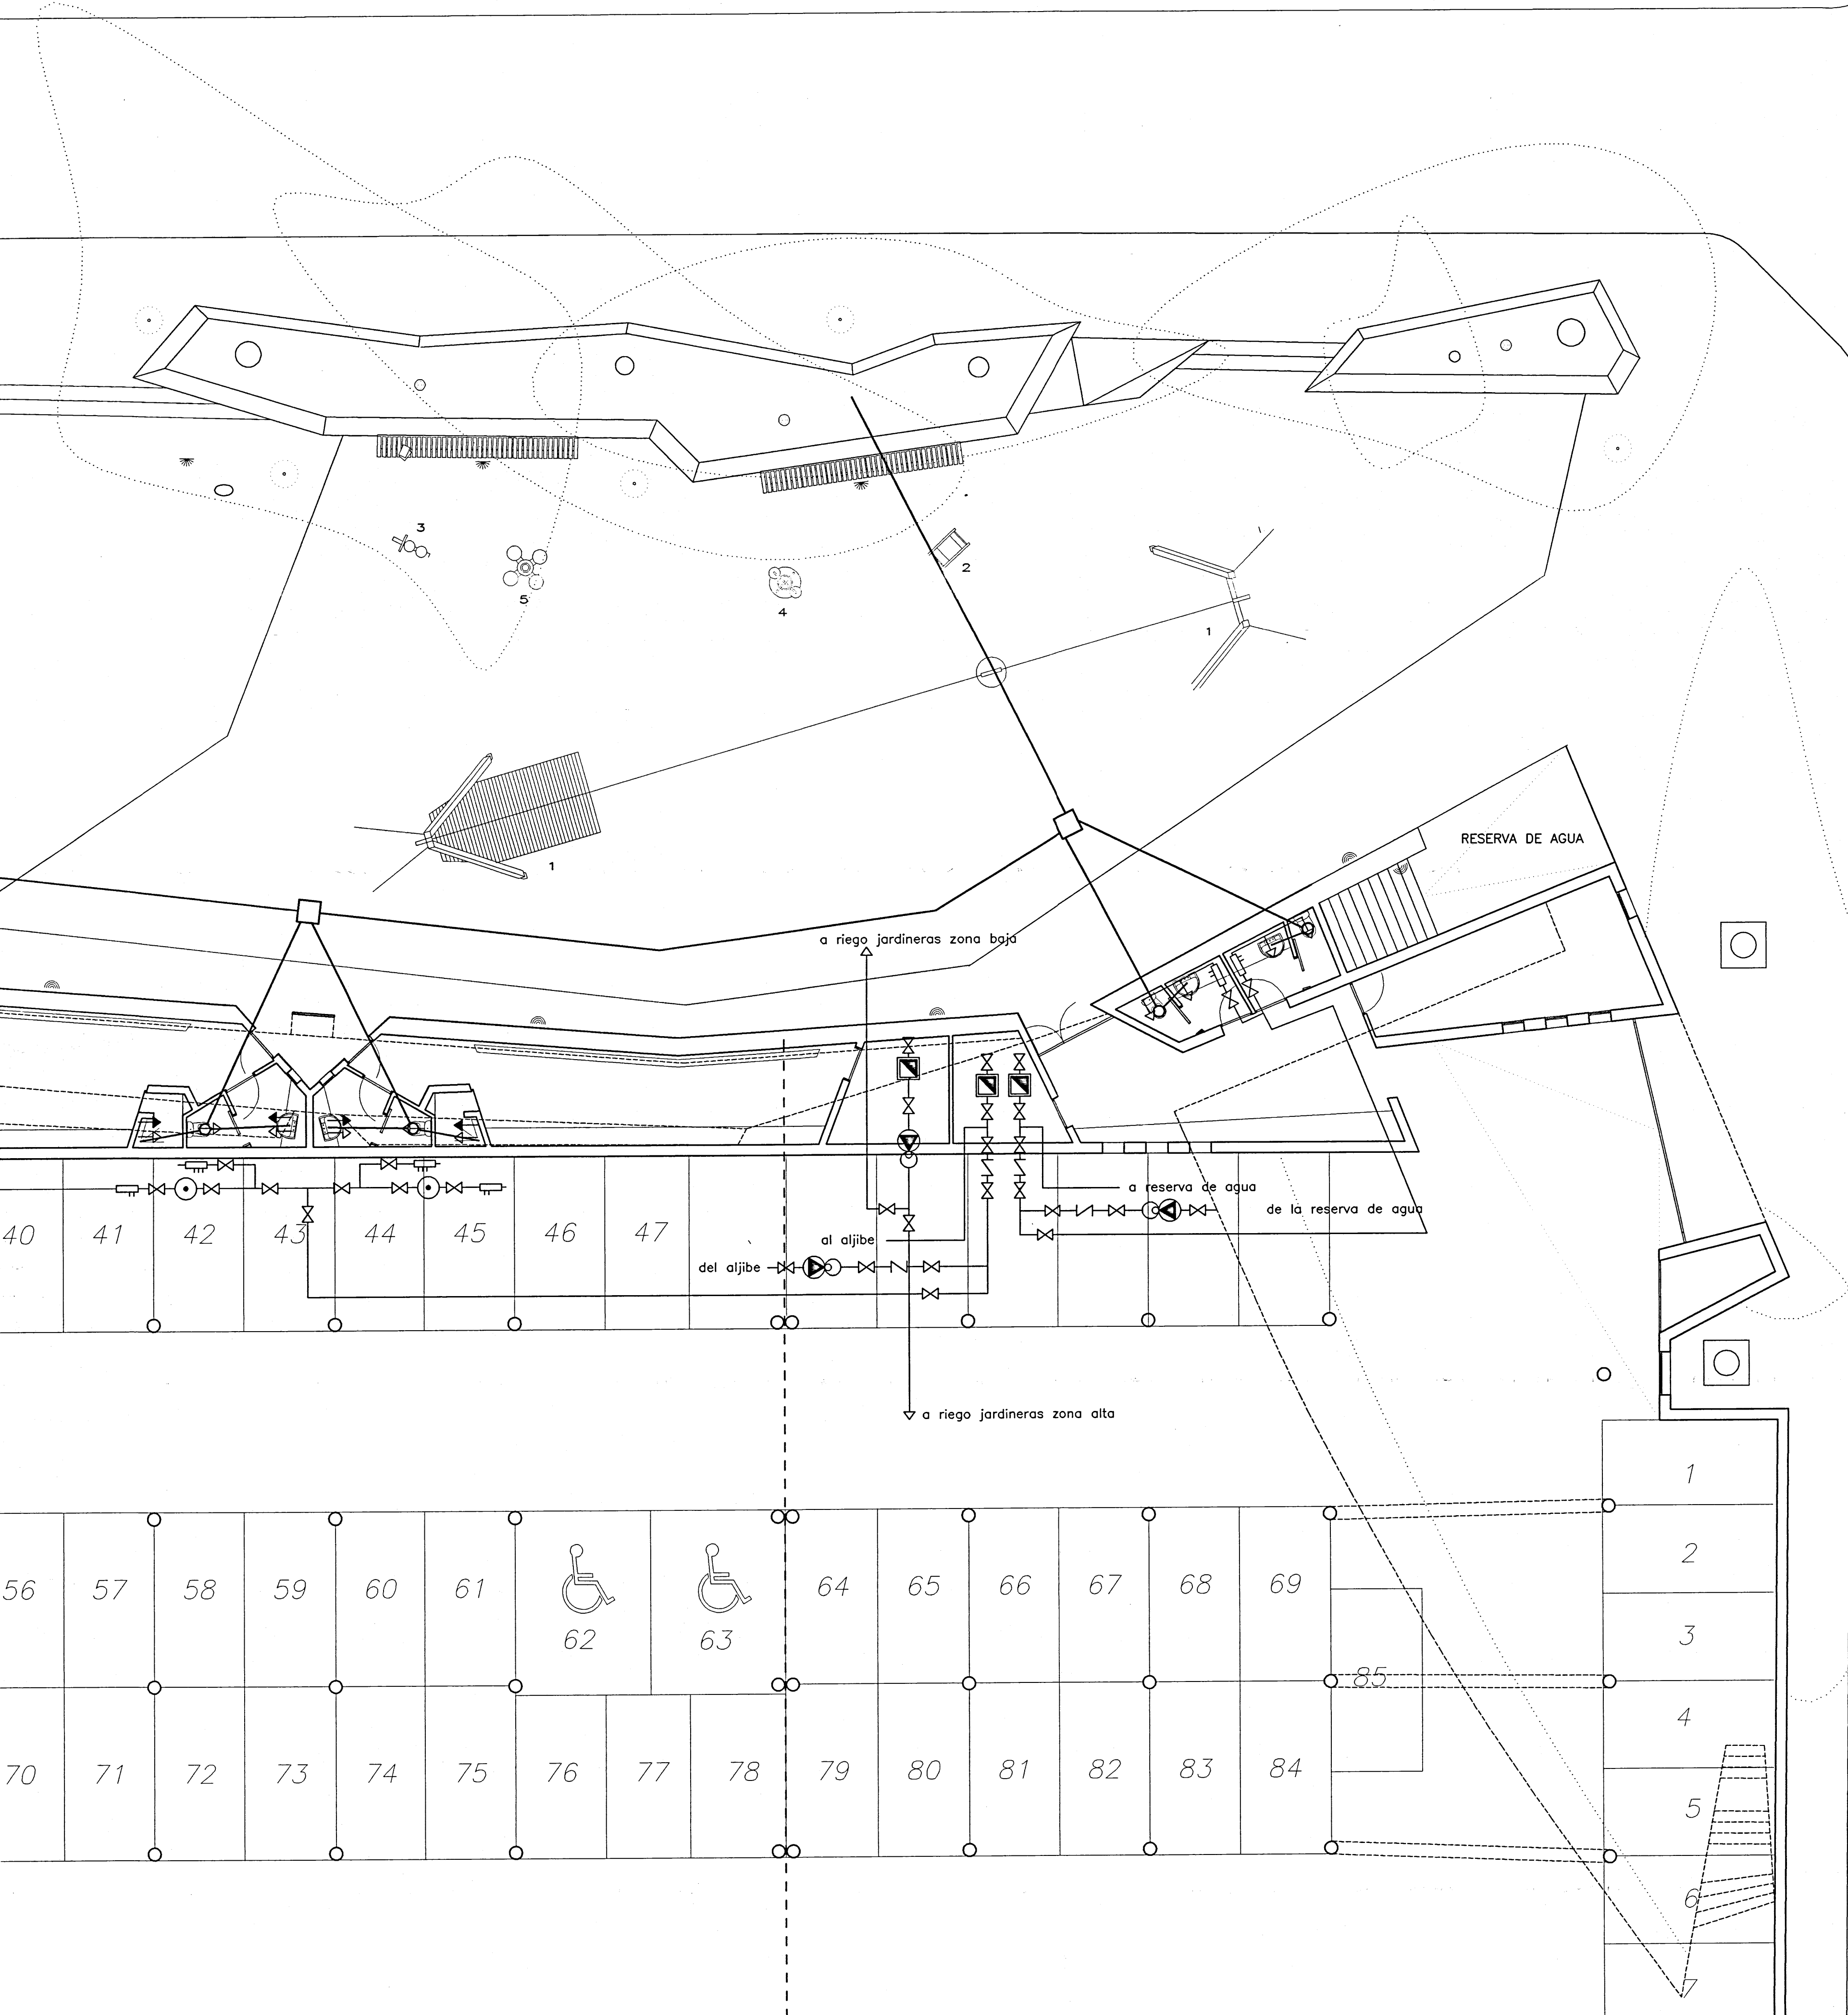 3
5
4
2
1
1
1
RESERVA DE AGUA
a riego jardineras zona baja
a reserva de agua
de la reserva de agua
40 41 42 43 44 45 46 47
al aljibe
del aljibe
a riego jardineras zona alta
1
2
3
4
5
6
7
56 57 58 59 60 61 62 63 64 65 66 67 68 69
85
70 71 72 73 74 75 76 77 78 79 80 81 82 83 84